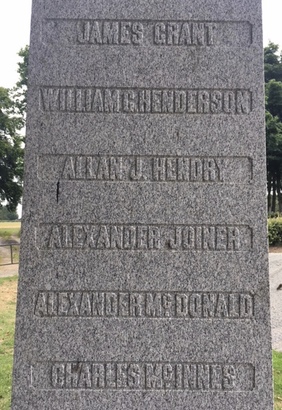 JAMES GRANT
WILLIAM G. HENDERSON
ALLAN J. HENDRY
ALEXANDER JOINER
ALEXANDER McDONALD
CHARLES McGINNES